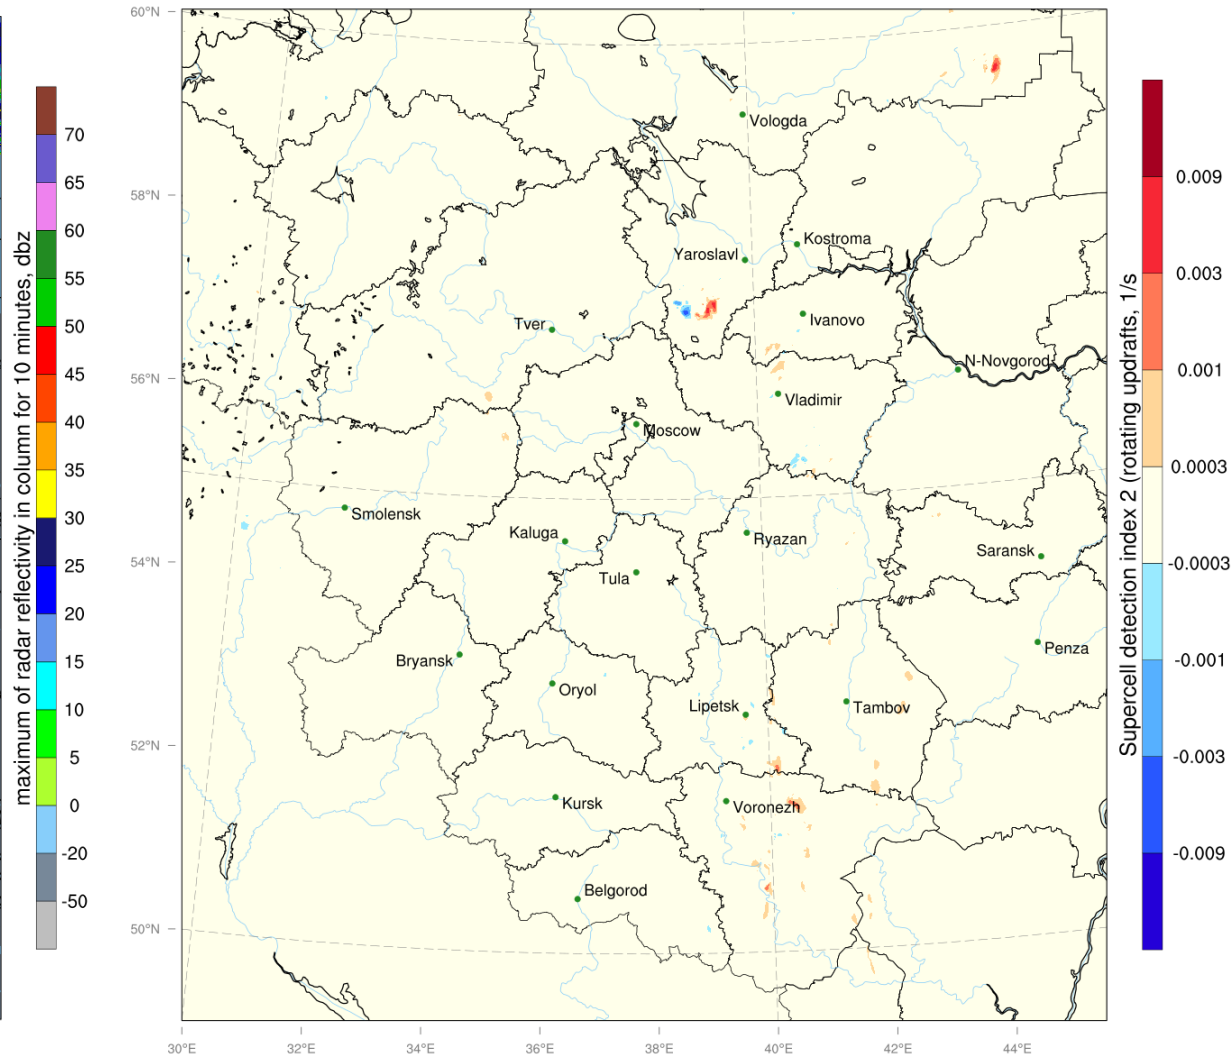 maximum of radar reflectivity in column for 10 minutes, dbz
70
65
60
55
50
45
40
35
30
25
20
15
10
5
0
-20
-50
60°N
58°N
56°N
54°N
52°N
50°N
30°E
32°E
34°E
36°E
38°E
40°E
42°E
44°E
Vologda
Kostroma
Yaroslavl
Ivanovo
Tver
N-Novgorod
Vladimir
Moscow
Smolensk
Kaluga
Ryazan
Saransk
Tula
Penza
Bryansk
Oryol
Lipetsk
Tambov
Kursk
Voronezh
Belgorod
Supercell detection index 2 (rotating updrafts, 1/s
0.009
0.003
0.001
0.0003
-0.0003
-0.001
-0.003
-0.009